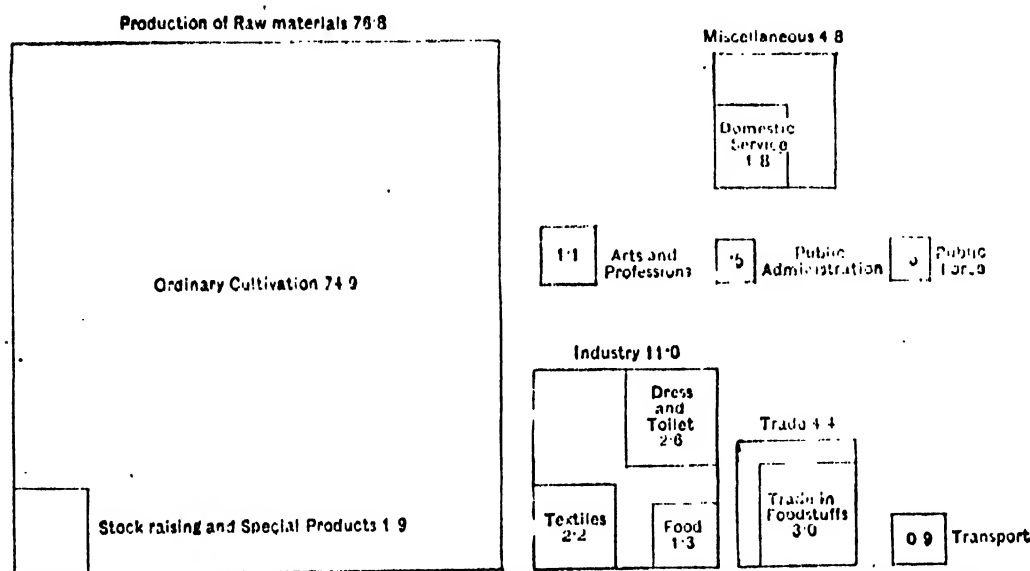 Production of Raw materials 76·8
Ordinary Cultivation 74·9
Stock raising and Special Products 1·9
Miscellaneous 4·8
Domestic
Service
1·8
1·1
Arts and
Professions
·5
Public
Administration
Public
Industry 11·0
Dress
and
Toilet
2·6
Textiles
2·2
Food
1·3
Trade 4·4
Trade in
Foodstuffs
3·0
0·9
Transport